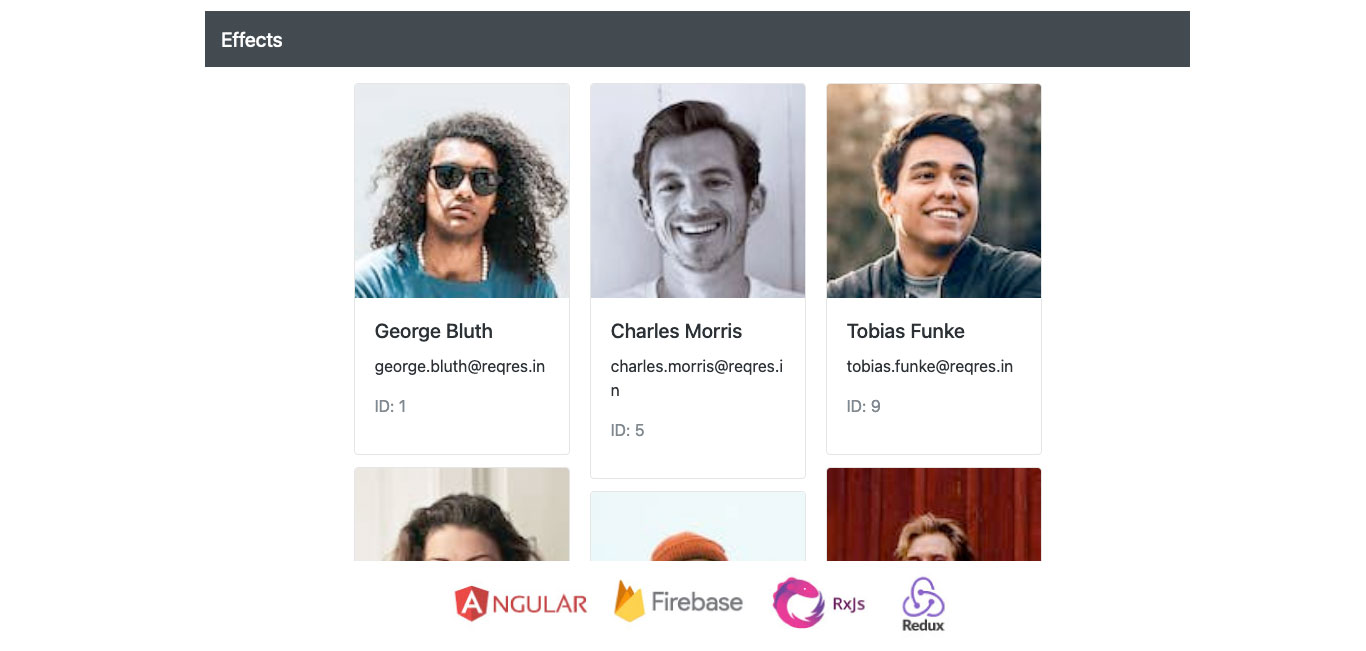 Effects
George Bluth
george.bluth@reqres.in
ID: 1
Charles Morris
charles.morris@reqres.i
n
ID: 5
Tobias Funke
tobias.funke@reqres.in
ID: 9
ANGULAR
Firebase
RxJs
Redux